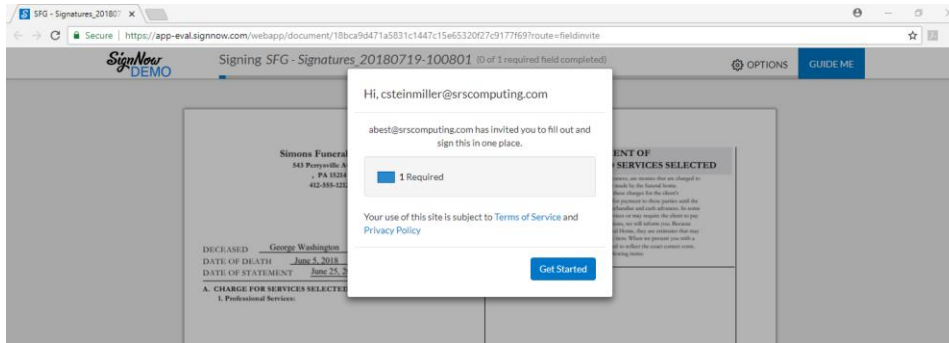 SFG - Signatures_20180
Secure | https://app-eval.signnow.com/webapp/document/18bca9d471a5831c1447c15e65320f27c9177f69?route=fieldinvite
SignNow DEMO
Signing SFG - Signatures_20180719-100801 (0 of 1 required field completed)
OPTIONS
GUIDE ME
Hi, csteinmiller@srscomputing.com
abest@srscomputing.com has invited you to fill out and
sign this in one place.
1 Required
Your use of this site is subject to Terms of Service and
Privacy Policy
Get Started
Simons Funeral
543 Perrysville A
, PA 15214
412-555-1212
DECEASED George Washington
DATE OF DEATH June 5, 2018
DATE OF STATEMENT June 25, 2
A. CHARGE FOR SERVICES SELECTED
1. Professional Services:
ENT OF
SERVICES SELECTED